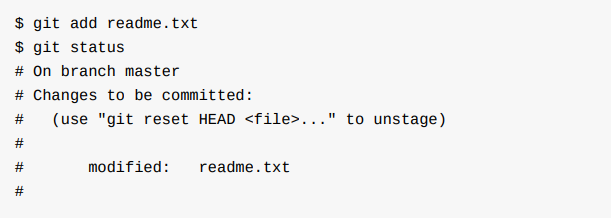 $ git add readme.txt
$ git status
# On branch master
# Changes to be committed:
#   (use "git reset HEAD <file>..." to unstage)
#
#       modified:   readme.txt
#